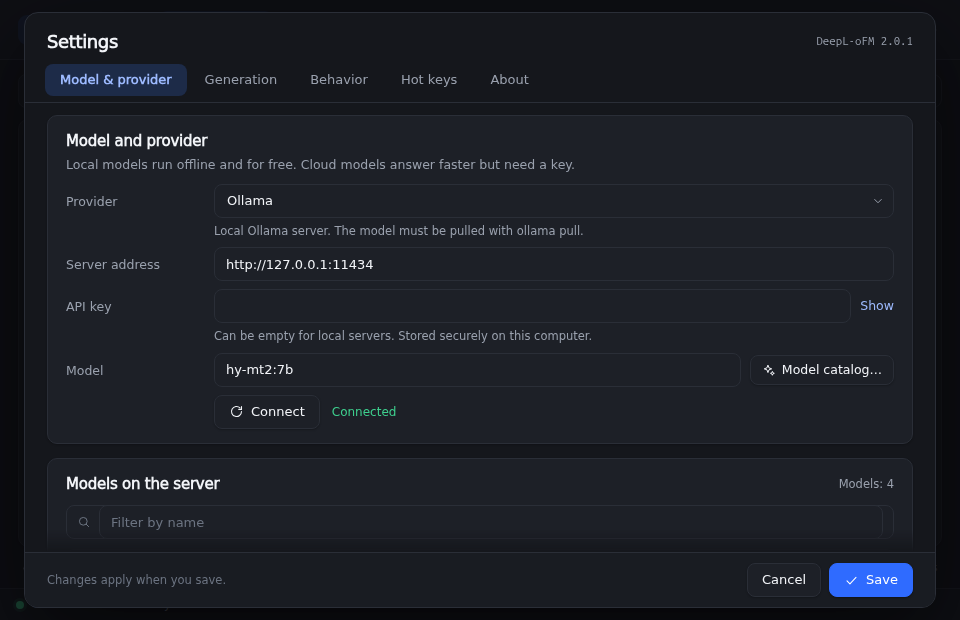 Settings
DeepL-oFM 2.0.1
Model & provider
Generation
Behavior
Hot keys
About
Model and provider
Local models run offline and for free. Cloud models answer faster but need a key.
Provider
Ollama
Local Ollama server. The model must be pulled with ollama pull.
Server address
http://127.0.0.1:11434
API key
Show
Can be empty for local servers. Stored securely on this computer.
Model
hy-mt2:7b
Model catalog...
Connect
Connected
Models on the server
Models: 4
Filter by name
Changes apply when you save.
Cancel
Save